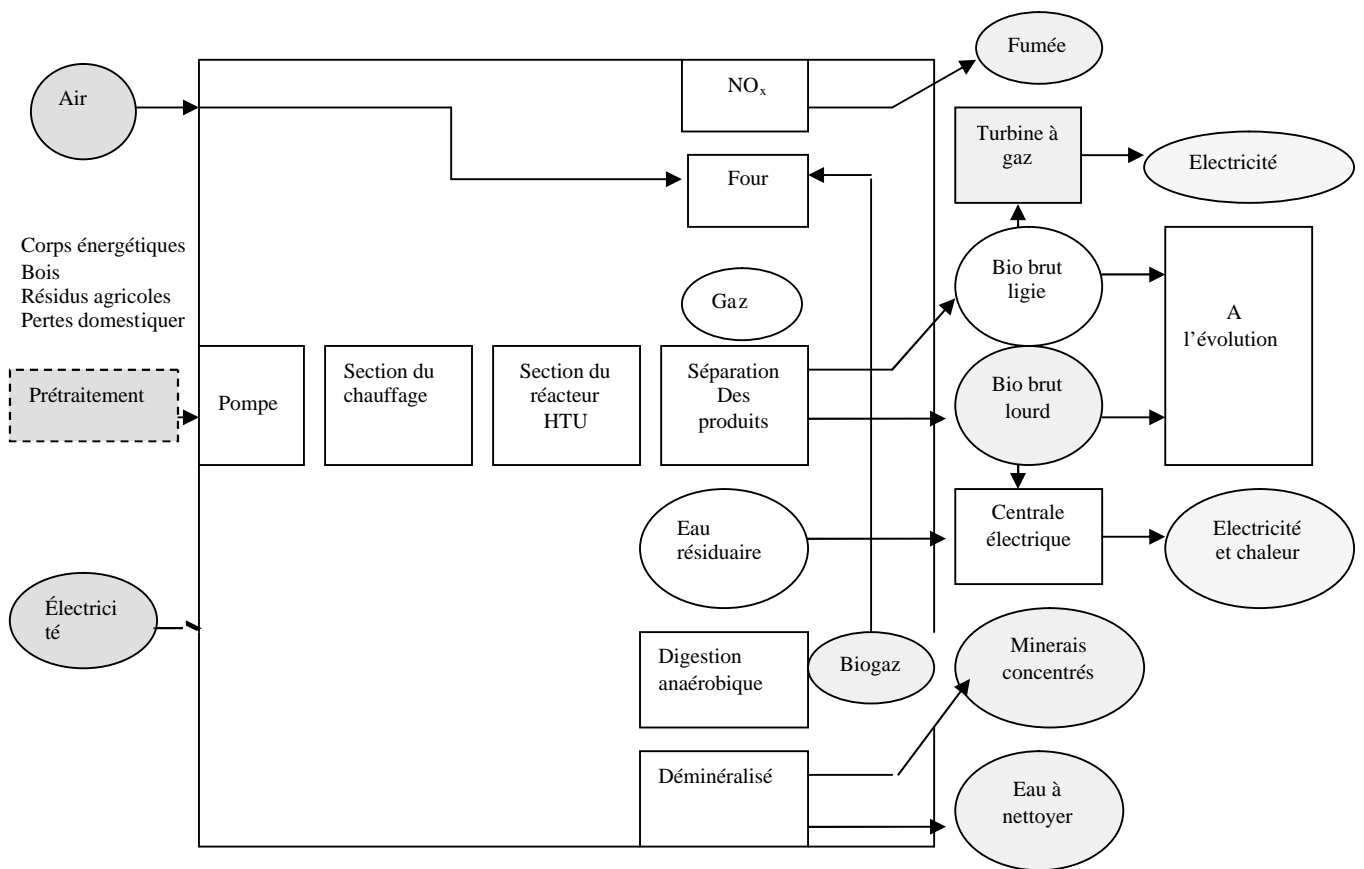 Fumée
Air
NOₓ
Turbine à
gaz
Electricité
Four
Corps énergétiques
Bois
Résidus agricoles
Pertes domestiquer
Bio brut
ligie
Gaz
A
l’évolution
Prétraitement
Pompe
Section du
chauffage
Section du
réacteur
HTU
Séparation
Des
produits
Bio brut
lourd
Eau
résiduaire
Centrale
électrique
Electricité
et chaleur
Électrici
té
Digestion
anaérobique
Biogaz
Minerais
concentrés
Déminéralisé
Eau à
nettoyer